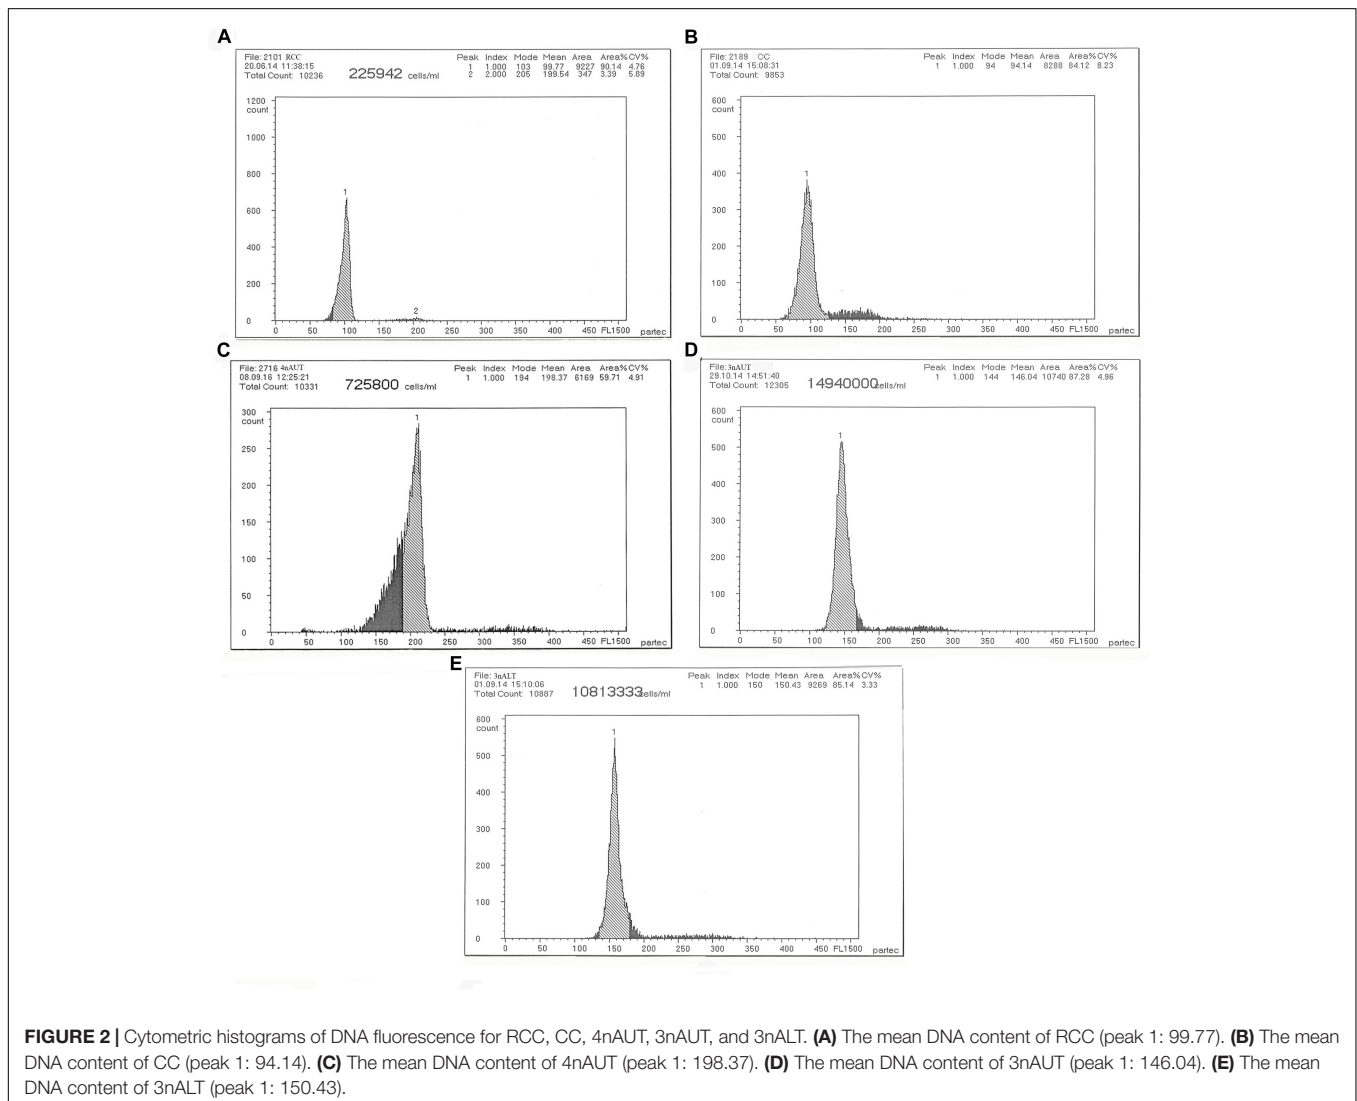 A
File: 2101 RCC
20.06.14 11:38:15
Total Count: 10236
225942 cells/ml
Peak Index Mode Mean Area Area% CV%
1 1.000 103 99.77 9227 90.14 4.76
2 2.000 205 199.54 347 3.39 5.89
1200
count
1000
800
600
400
200
0
1
2
0 50 100 150 200 250 300 350 400 450 FL1500
partec
B
File: 2189 CC
01.09.14 15:08:31
Total Count: 9853
Peak Index Mode Mean Area Area% CV%
1 1.000 94 94.14 8288 84.12 8.23
600
count
500
400
300
200
100
0
1
0 50 100 150 200 250 300 350 400 450 FL1500
partec
C
File: 2716 4nAUT
08.09.16 12:25:21
Total Count: 10331
725800 cells/ml
Peak Index Mode Mean Area Area% CV%
1 1.000 194 198.37 6169 59.71 4.91
300
count
250
200
150
100
50
0
1
0 50 100 150 200 250 300 350 400 450 FL1500
partec
D
File: 3nAUT
29.10.14 14:51:40
Total Count: 12305
14940000 cells/ml
Peak Index Mode Mean Area Area% CV%
1 1.000 144 146.04 10740 87.28 4.96
600
count
500
400
300
200
100
0
1
0 50 100 150 200 250 300 350 400 450 FL1500
partec
E
File: 3nALT
01.09.14 15:10:06
Total Count: 10887
10813333 cells/ml
Peak Index Mode Mean Area Area% CV%
1 1.000 150 150.43 9269 85.14 3.33
600
count
500
400
300
200
100
0
1
0 50 100 150 200 250 300 350 400 450 FL1500
partec
FIGURE 2 | Cytometric histograms of DNA fluorescence for RCC, CC, 4nAUT, 3nAUT, and 3nALT. (A) The mean DNA content of RCC (peak 1: 99.77). (B) The mean
DNA content of CC (peak 1: 94.14). (C) The mean DNA content of 4nAUT (peak 1: 198.37). (D) The mean DNA content of 3nAUT (peak 1: 146.04). (E) The mean
DNA content of 3nALT (peak 1: 150.43).